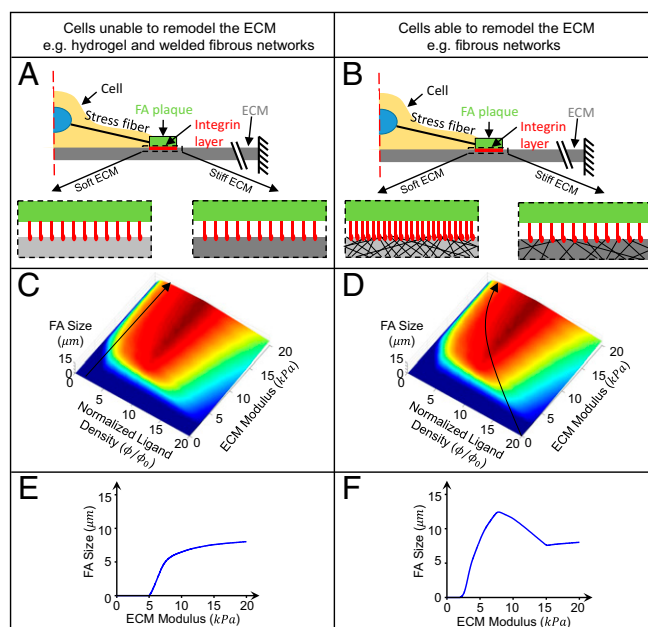 Cells unable to remodel the ECM
e.g. hydrogel and welded fibrous networks
Cells able to remodel the ECM
e.g. fibrous networks
A
Cell
FA plaque
ECM
Stress fiber
Integrin
layer
Soft ECM
Stiff ECM
B
Cell
FA plaque
ECM
Stress fiber
Integrin
layer
Soft ECM
Stiff ECM
C
FA Size
(μm)
15
0
0
5
10
15
20
Normalized Ligand
Density (ϕ/ϕ0)
0
5
10
15
20
ECM Modulus (kPa)
D
FA Size
(μm)
15
0
0
5
10
15
20
Normalized Ligand
Density (ϕ/ϕ0)
0
5
10
15
20
ECM Modulus (kPa)
E
FA Size (μm)
15
10
5
0
0 5 10 15 20
ECM Modulus (kPa)
F
FA Size (μm)
15
10
5
0
0 5 10 15 20
ECM Modulus (kPa)